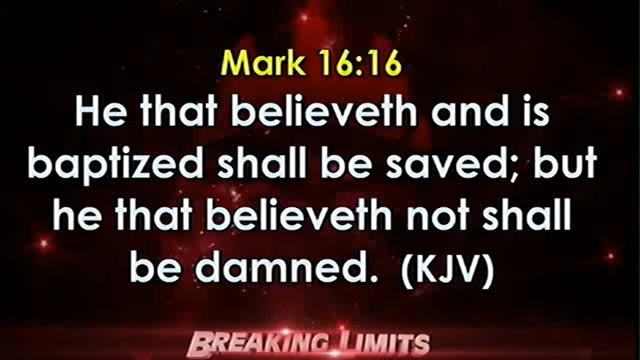 Mark 16:16
He that believeth and is
baptized shall be saved; but
he that believeth not shall
be damned. (KJV)
BREAKING LIMITS